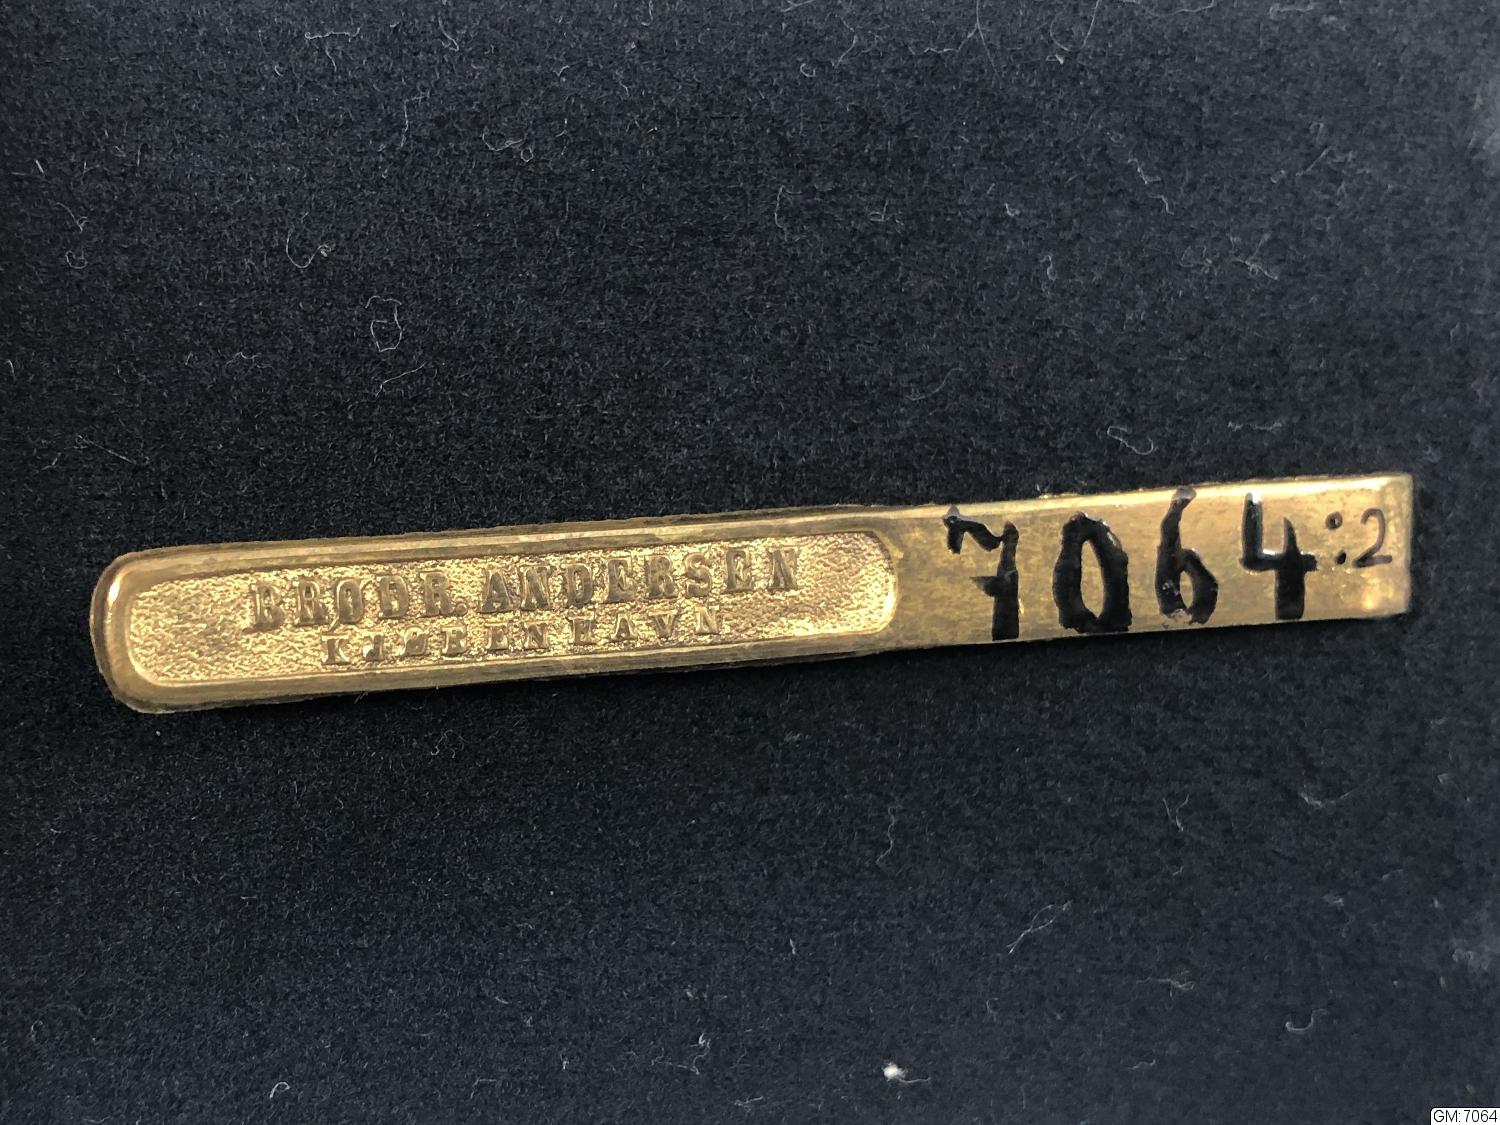 BRØDR. ANDERSEN
KJØBENHAVN
7064:2
GM:7064